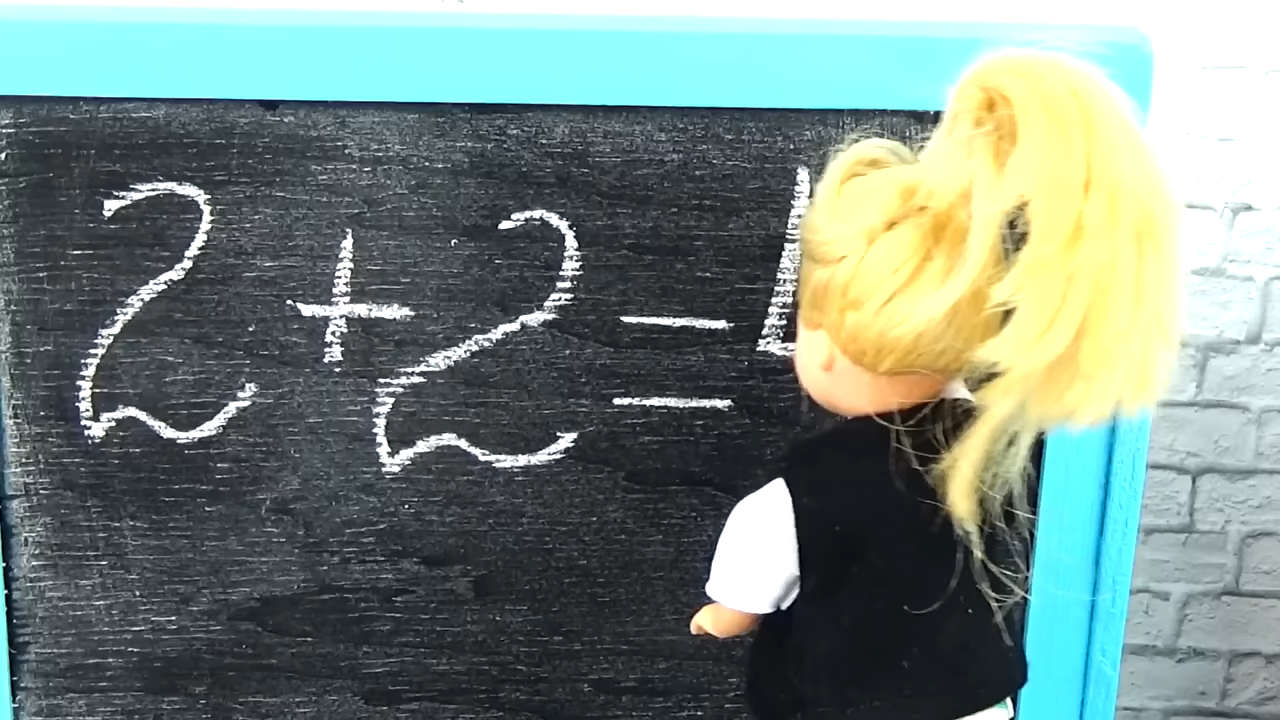 2 + 2 =